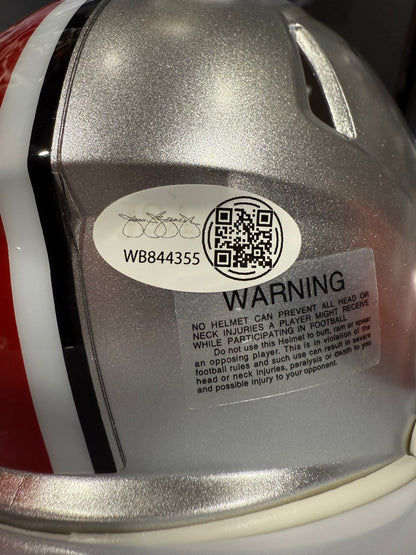 WB844355
WARNING
NO HELMET CAN PREVENT ALL HEAD OR
NECK INJURIES A PLAYER MIGHT RECEIVE
WHILE PARTICIPATING IN FOOTBALL.
Do not use this Helmet to butt, ram or spear
an opposing player. This is in violation of the
football rules and such use can result in severe
head or neck injuries, paralysis or death to you
and possible injury to your opponent.